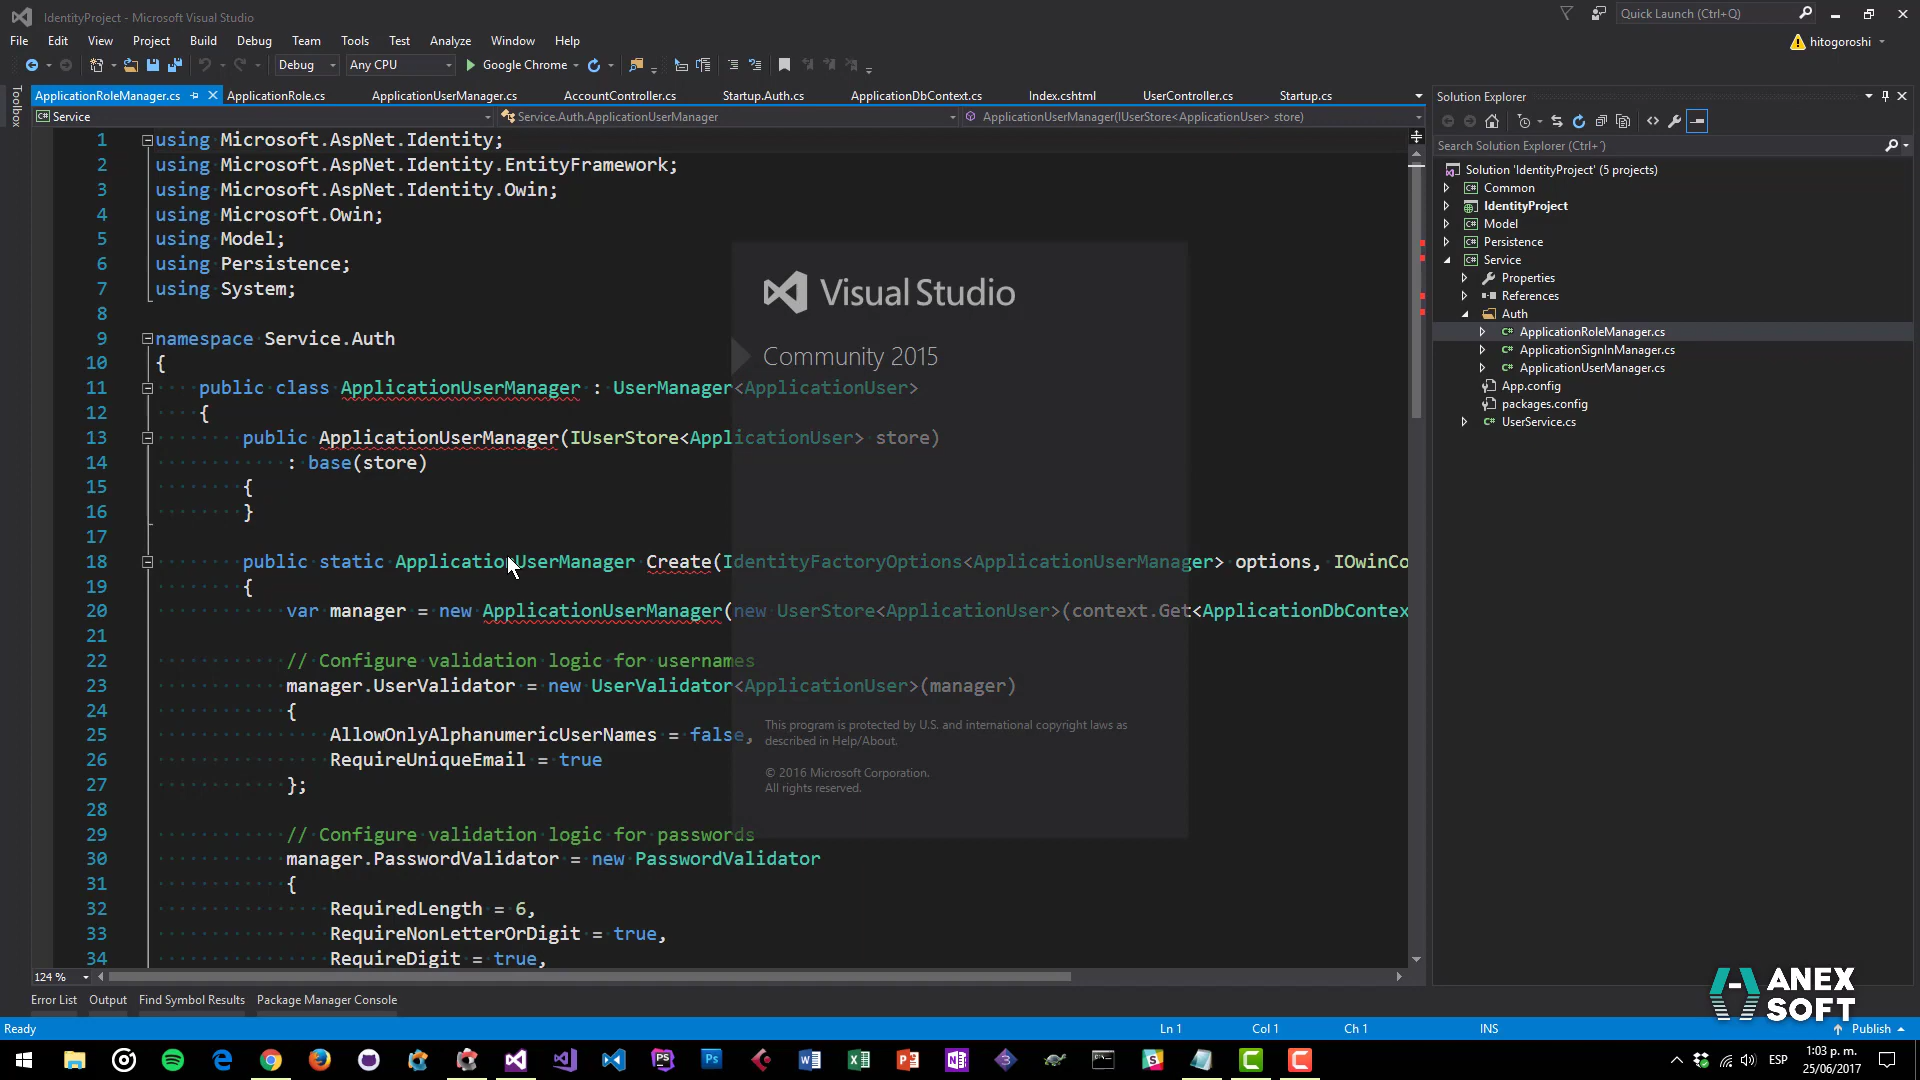 IdentityProject - Microsoft Visual Studio
Quick Launch (Ctrl+Q)
File Edit View Project Build Debug Team Tools Test Analyze Window Help
hitogoroshi
Debug Any CPU Google Chrome
Toolbox
ApplicationRoleManager.cs ApplicationRole.cs ApplicationUserManager.cs AccountController.cs Startup.Auth.cs ApplicationDbContext.cs Index.cshtml UserController.cs Startup.cs
Service Service.Auth.ApplicationUserManager ApplicationUserManager(IUserStore<ApplicationUser> store)
1 using Microsoft.AspNet.Identity;
2 using Microsoft.AspNet.Identity.EntityFramework;
3 using Microsoft.AspNet.Identity.Owin;
4 using Microsoft.Owin;
5 using Model;
6 using Persistence;
7 using System;
8
9 namespace Service.Auth
10 {
11 public class ApplicationUserManager : UserManager<ApplicationUser>
12 {
13 public ApplicationUserManager(IUserStore<ApplicationUser> store)
14 : base(store)
15 {
16 }
17
18 public static ApplicationUserManager Create(IdentityFactoryOptions<ApplicationUserManager> options, IOwinCo
19 {
20 var manager = new ApplicationUserManager(new UserStore<ApplicationUser>(context.Get<ApplicationDbContex
21
22 // Configure validation logic for usernames
23 manager.UserValidator = new UserValidator<ApplicationUser>(manager)
24 {
25 AllowOnlyAlphanumericUserNames = false,
26 RequireUniqueEmail = true
27 };
28
29 // Configure validation logic for passwords
30 manager.PasswordValidator = new PasswordValidator
31 {
32 RequiredLength = 6,
33 RequireNonLetterOrDigit = true,
34 RequireDigit = true,
Visual Studio
Community 2015
This program is protected by U.S. and international copyright laws as
described in Help/About.
© 2016 Microsoft Corporation.
All rights reserved.
124 %
Solution Explorer
Search Solution Explorer (Ctrl+´)
Solution 'IdentityProject' (5 projects)
C# Common
IdentityProject
C# Model
C# Persistence
C# Service
Properties
References
Auth
C# ApplicationRoleManager.cs
C# ApplicationSignInManager.cs
C# ApplicationUserManager.cs
App.config
packages.config
C# UserService.cs
ANEX
SOFT
Error List Output Find Symbol Results Package Manager Console
Ready Ln 1 Col 1 Ch 1 INS Publish
ESP
1:03 p. m.
25/06/2017